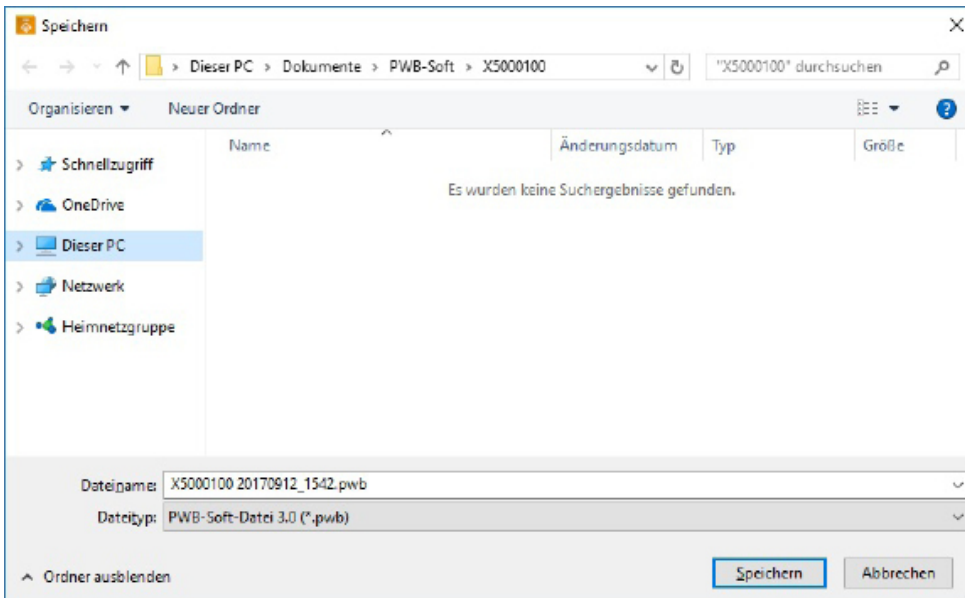 Speichern
Dieser PC > Dokumente > PWB-Soft > X5000100 "X5000100" durchsuchen
Organisieren Neuer Ordner
Name Änderungsdatum Typ Größe
Es wurden keine Suchergebnisse gefunden.
Schnellzugriff
OneDrive
Dieser PC
Netzwerk
Heimnetzgruppe
Dateiname: X5000100 20170912_1542.pwb
Dateityp: PWB-Soft-Datei 3.0 (*.pwb)
Ordner ausblenden Speichern Abbrechen